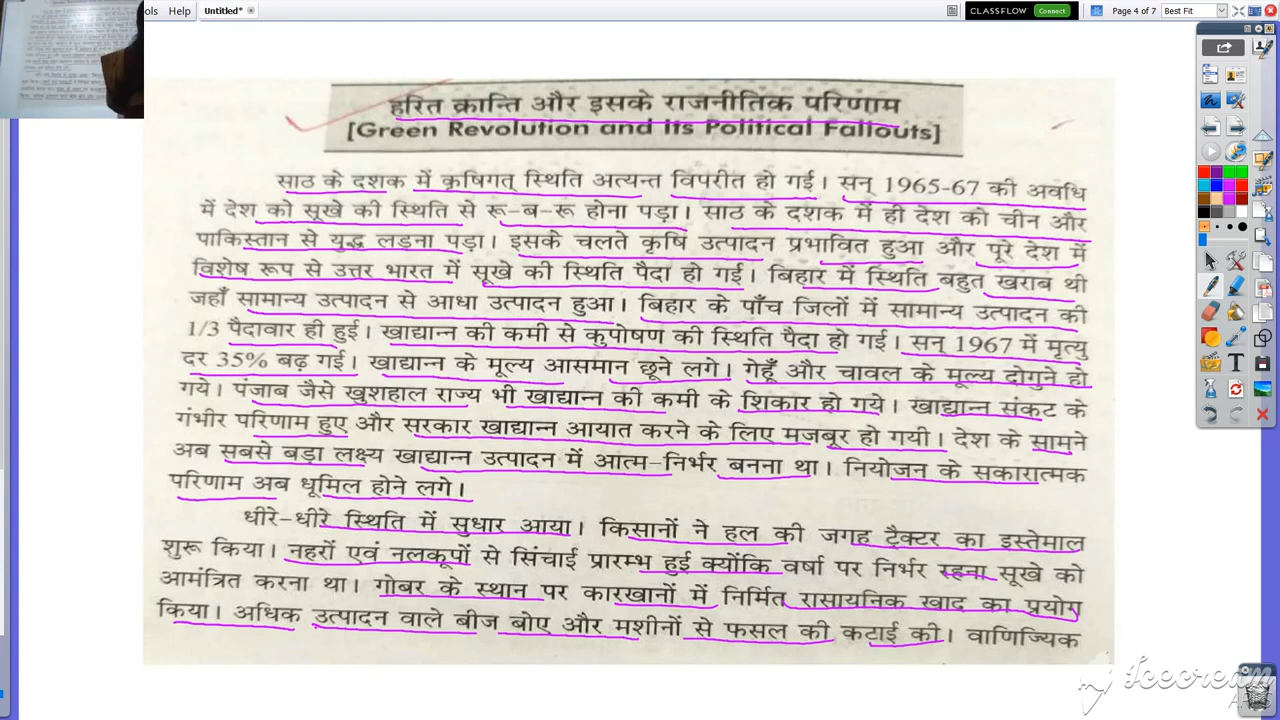 ols Help Untitled* CLASSFLOW Connect Page 4 of 7 Best Fit
हरित क्रान्ति और इसके राजनीतिक परिणाम
[Green Revolution and Its Political Fallouts]
साठ के दशक में कृषिगत् स्थिति अत्यन्त विपरीत हो गई। सन् 1965-67 की अवधि
में देश को सूखे की स्थिति से रू-ब-रू होना पड़ा। साठ के दशक में ही देश को चीन और
पाकिस्तान से युद्ध लड़ना पड़ा। इसके चलते कृषि उत्पादन प्रभावित हुआ और पूरे देश में
विशेष रूप से उत्तर भारत में सूखे की स्थिति पैदा हो गई। बिहार में स्थिति बहुत खराब थी
जहाँ सामान्य उत्पादन से आधा उत्पादन हुआ। बिहार के पाँच जिलों में सामान्य उत्पादन की
1/3 पैदावार ही हुई। खाद्यान्न की कमी से कुपोषण की स्थिति पैदा हो गई। सन् 1967 में मृत्यु
दर 35% बढ़ गई। खाद्यान्न के मूल्य आसमान छूने लगे। गेहूँ और चावल के मूल्य दोगुने हो
गये। पंजाब जैसे खुशहाल राज्य भी खाद्यान्न की कमी के शिकार हो गये। खाद्यान्न संकट के
गंभीर परिणाम हुए और सरकार खाद्यान्न आयात करने के लिए मजबूर हो गयी। देश के सामने
अब सबसे बड़ा लक्ष्य खाद्यान्न उत्पादन में आत्म-निर्भर बनना था। नियोजन के सकारात्मक
परिणाम अब धूमिल होने लगे।
धीरे-धीरे स्थिति में सुधार आया। किसानों ने हल की जगह ट्रैक्टर का इस्तेमाल
शुरू किया। नहरों एवं नलकूपों से सिंचाई प्रारम्भ हुई क्योंकि वर्षा पर निर्भर रहना सूखे को
आमंत्रित करना था। गोबर के स्थान पर कारखानों में निर्मित रासायनिक खाद का प्रयोग
किया। अधिक उत्पादन वाले बीज बोए और मशीनों से फसल की कटाई की। वाणिज्यिक
Icecream
APPS